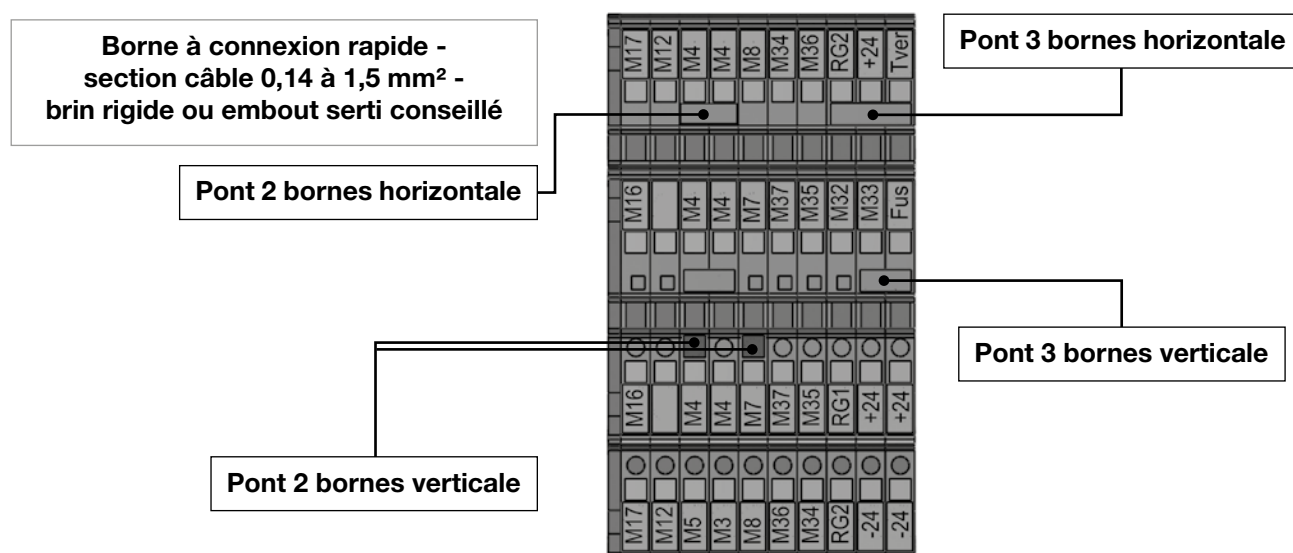 Borne à connexion rapide -
section câble 0,14 à 1,5 mm² -
brin rigide ou embout serti conseillé
M17 M12 M4 M4 M8 M34 M36 RG2 +24 Tver
Pont 3 bornes horizontale
Pont 2 bornes horizontale
M16 M4 M4 M7 M37 M35 M32 M33 Fus
Pont 3 bornes verticale
M16 M4 M4 M7 M37 M35 RG1 +24 +24
Pont 2 bornes verticale
M17 M12 M5 M3 M8 M36 M34 RG2 -24 -24